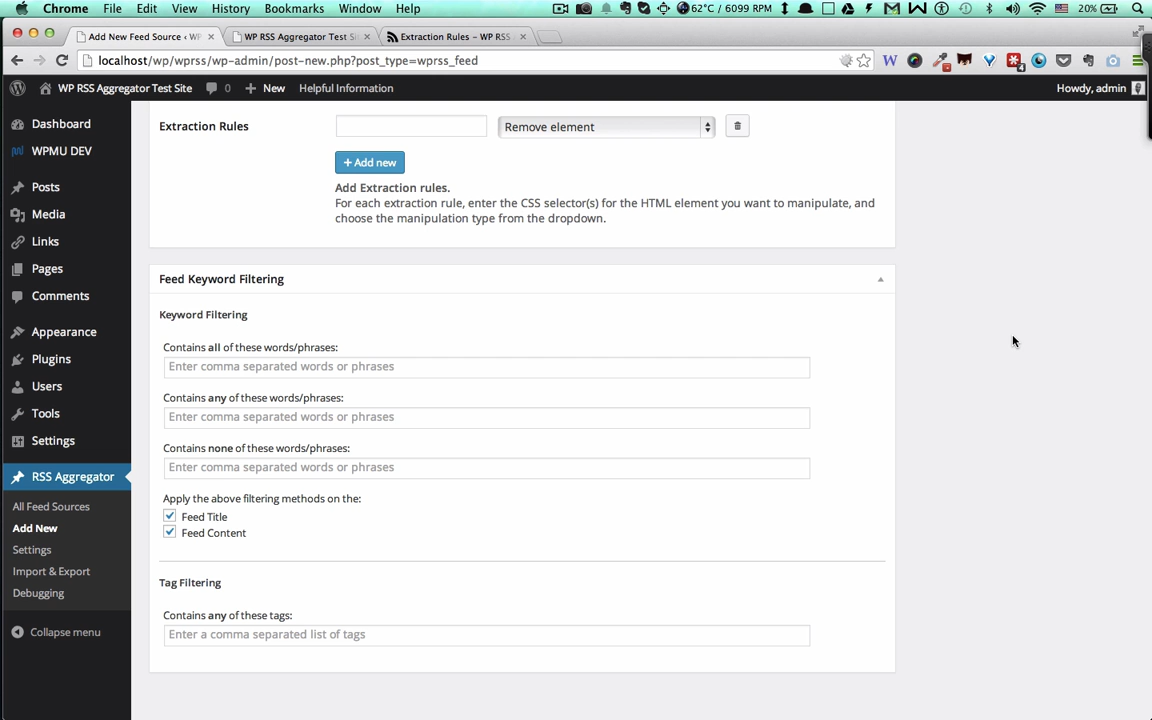 Chrome File Edit View History Bookmarks Window Help 62°C / 6099 RPM 20%
Add New Feed Source ‹ WP
WP RSS Aggregator Test Si
Extraction Rules – WP RSS
localhost/wp/wprss/wp-admin/post-new.php?post_type=wprss_feed
WP RSS Aggregator Test Site 0 + New Helpful Information Howdy, admin
Dashboard
WPMU DEV
Posts
Media
Links
Pages
Comments
Appearance
Plugins
Users
Tools
Settings
RSS Aggregator
All Feed Sources
Add New
Settings
Import & Export
Debugging
Collapse menu
Extraction Rules
Remove element
+ Add new
Add Extraction rules.
For each extraction rule, enter the CSS selector(s) for the HTML element you want to manipulate, and
choose the manipulation type from the dropdown.
Feed Keyword Filtering
Keyword Filtering
Contains all of these words/phrases:
Enter comma separated words or phrases
Contains any of these words/phrases:
Enter comma separated words or phrases
Contains none of these words/phrases:
Enter comma separated words or phrases
Apply the above filtering methods on the:
Feed Title
Feed Content
Tag Filtering
Contains any of these tags:
Enter a comma separated list of tags